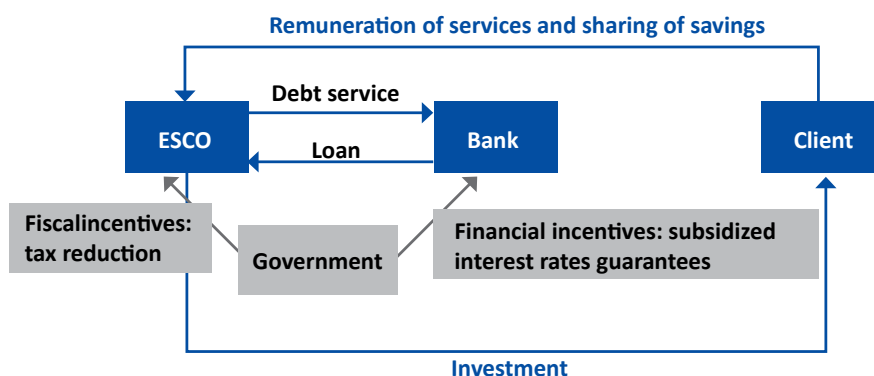 Remuneration of services and sharing of savings
Debt service
ESCO
Bank
Client
Loan
Fiscalincentives:
tax reduction
Government
Financial incentives: subsidized
interest rates guarantees
Investment